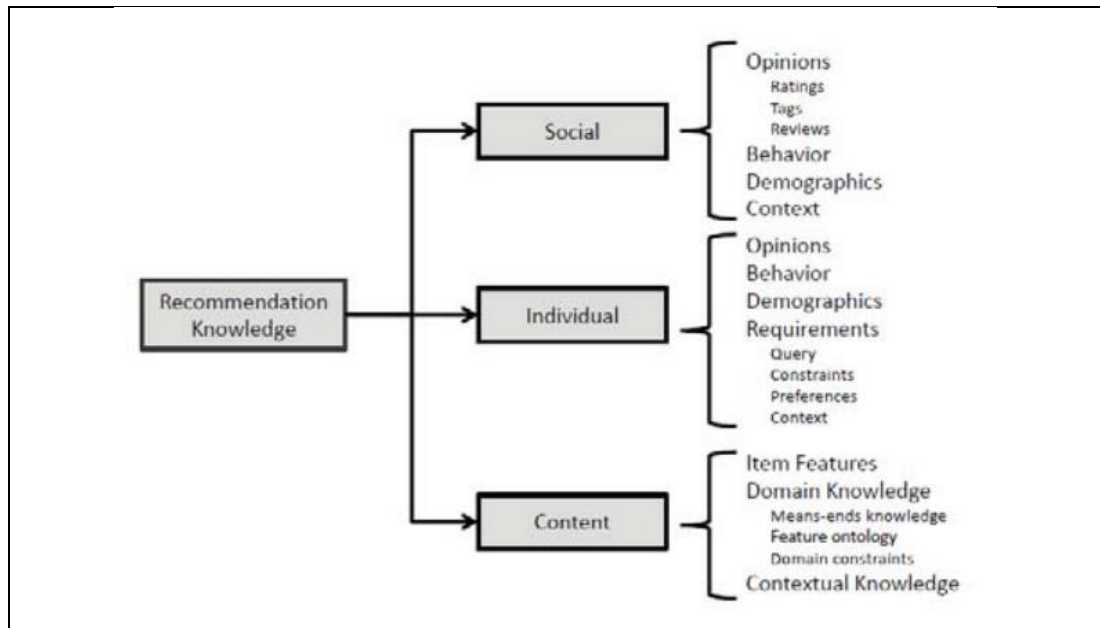 Recommendation
Knowledge
Social
Opinions
Ratings
Tags
Reviews
Behavior
Demographics
Context
Individual
Opinions
Behavior
Demographics
Requirements
Query
Constraints
Preferences
Context
Content
Item Features
Domain Knowledge
Means-ends knowledge
Feature ontology
Domain constraints
Contextual Knowledge